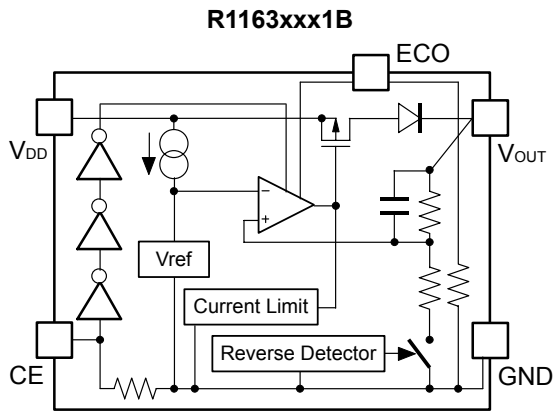 R1163xxx1B
ECO
VDD
VOUT
−
+
Vref
Current Limit
Reverse Detector
CE
GND